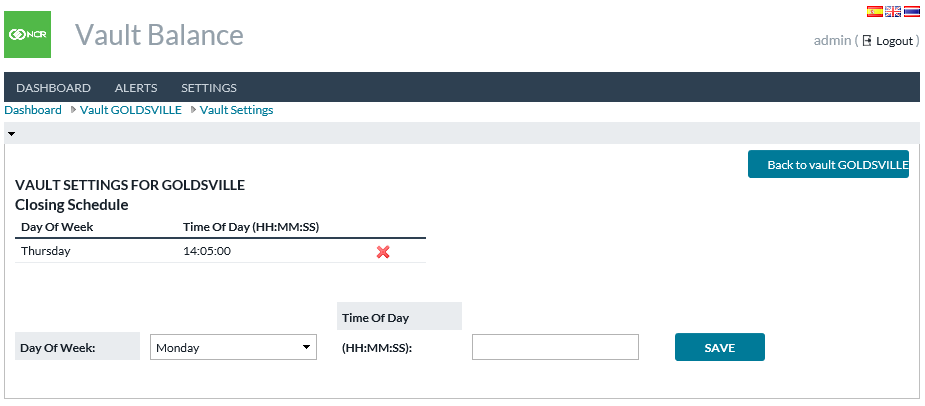 NCR
Vault Balance
admin ( Logout )
DASHBOARD ALERTS SETTINGS
Dashboard Vault GOLDSVILLE Vault Settings
Back to vault GOLDSVILLE
VAULT SETTINGS FOR GOLDSVILLE
Closing Schedule
Day Of Week Time Of Day (HH:MM:SS)
Thursday 14:05:00
Time Of Day
Day Of Week: Monday (HH:MM:SS): SAVE